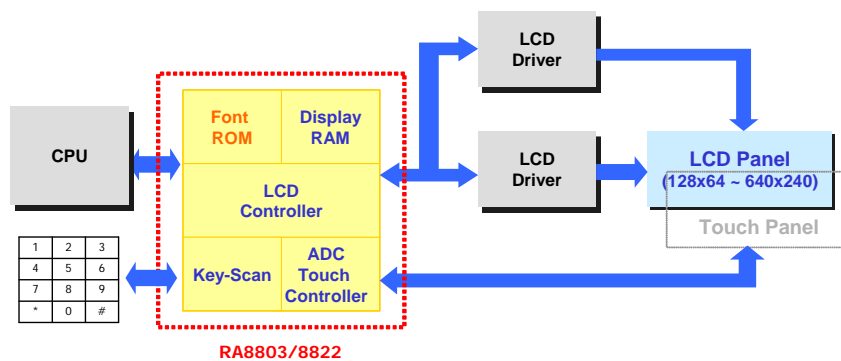 LCD
Driver
Font
ROM
Display
RAM
CPU
LCD
Controller
LCD
Driver
LCD Panel
(128x64 ~ 640x240)
Touch Panel
1 2 3
4 5 6
7 8 9
* 0 #
Key-Scan
ADC
Touch
Controller
RA8803/8822